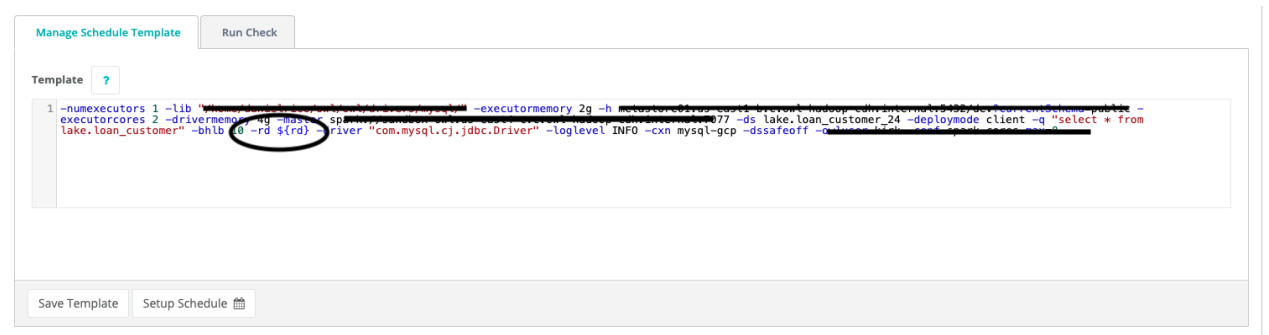 Manage Schedule Template
Run Check
Template ?
1 -numexecutors 1 -lib " -executormemory 2g -h -
executorcores 2 -drivermemory 4g -master 077 -ds lake.loan_customer_24 -deploymode client -q "select * from
lake.loan_customer" -bhlb 10 -rd ${rd} -driver "com.mysql.cj.jdbc.Driver" -loglevel INFO -cxn mysql-gcp -dssafeoff
Save Template Setup Schedule